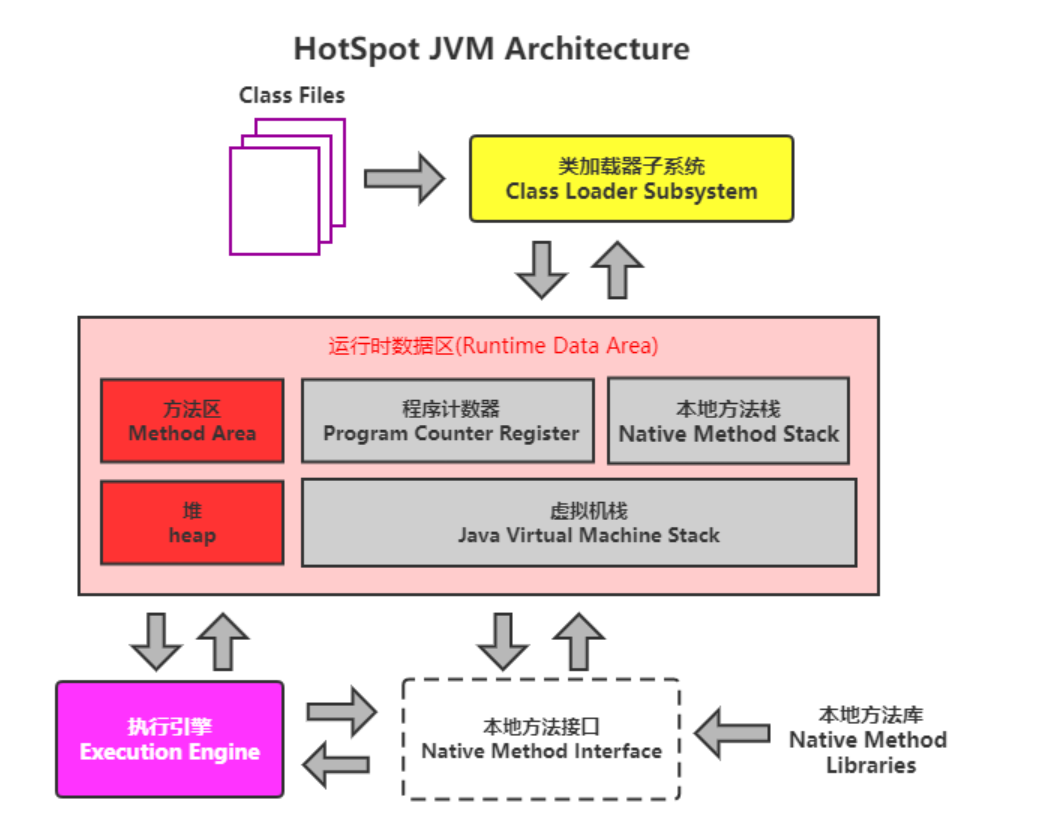 HotSpot JVM Architecture
Class Files
类加载器子系统
Class Loader Subsystem
运行时数据区(Runtime Data Area)
方法区
Method Area
程序计数器
Program Counter Register
本地方法栈
Native Method Stack
堆
heap
虚拟机栈
Java Virtual Machine Stack
执行引擎
Execution Engine
本地方法接口
Native Method Interface
本地方法库
Native Method
Libraries